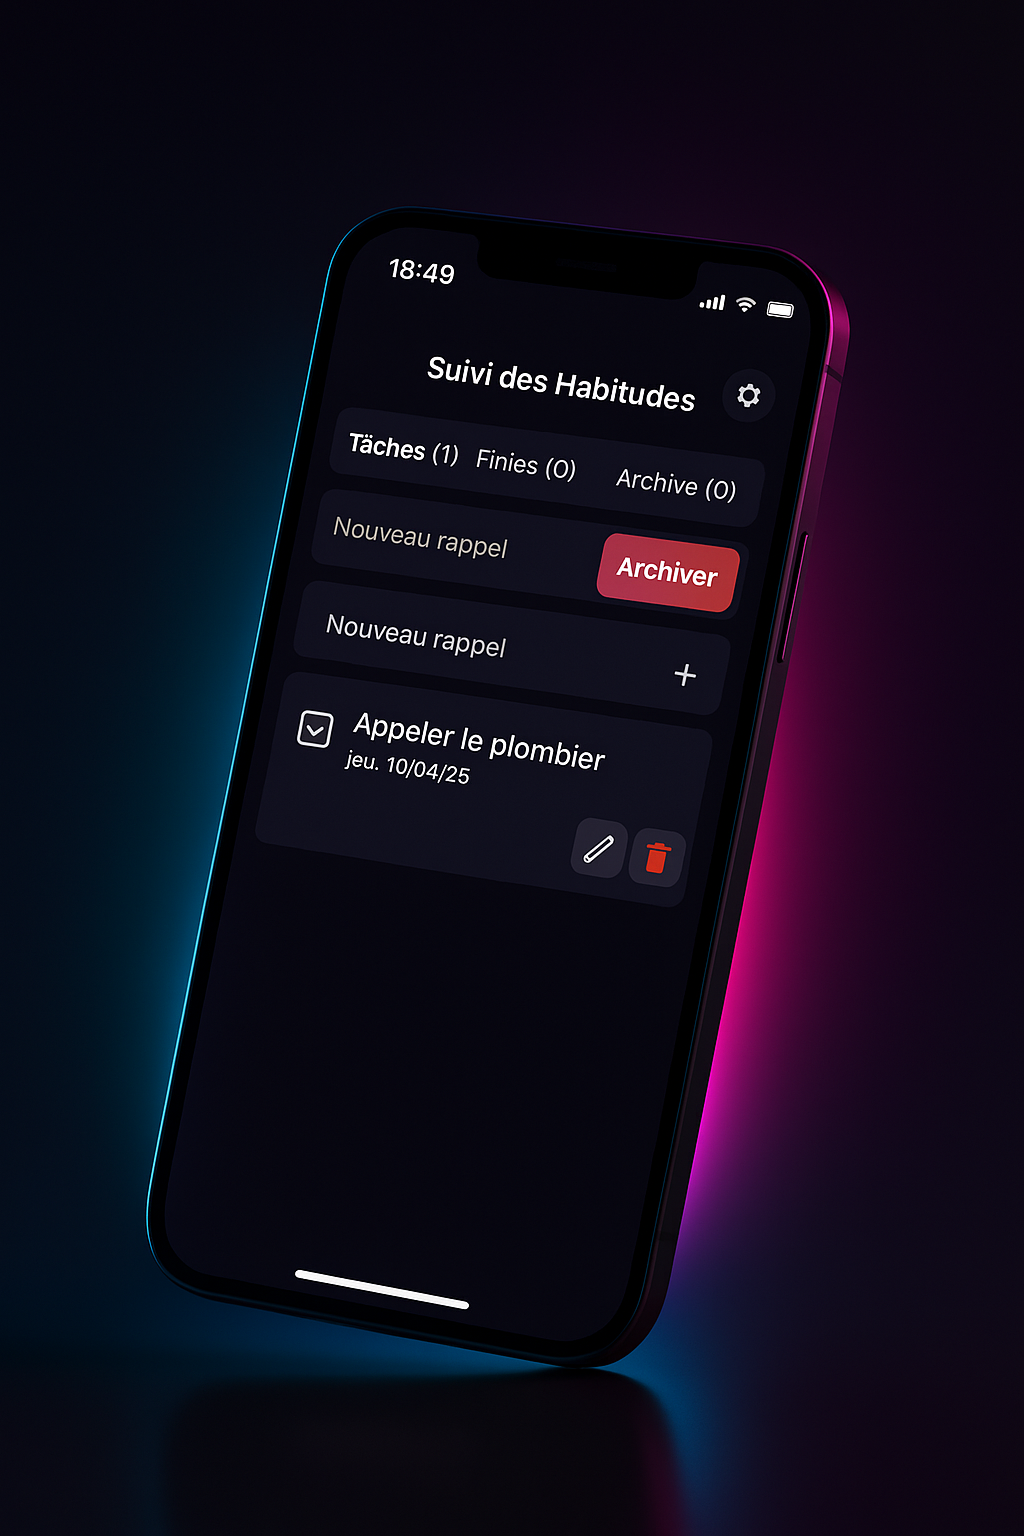 18:49
Suivi des Habitudes
Täches (1) Finies (0) Archive (0)
Nouveau rappel Archiver
Nouveau rappel +
Appeler le plombier
jeu. 10/04/25